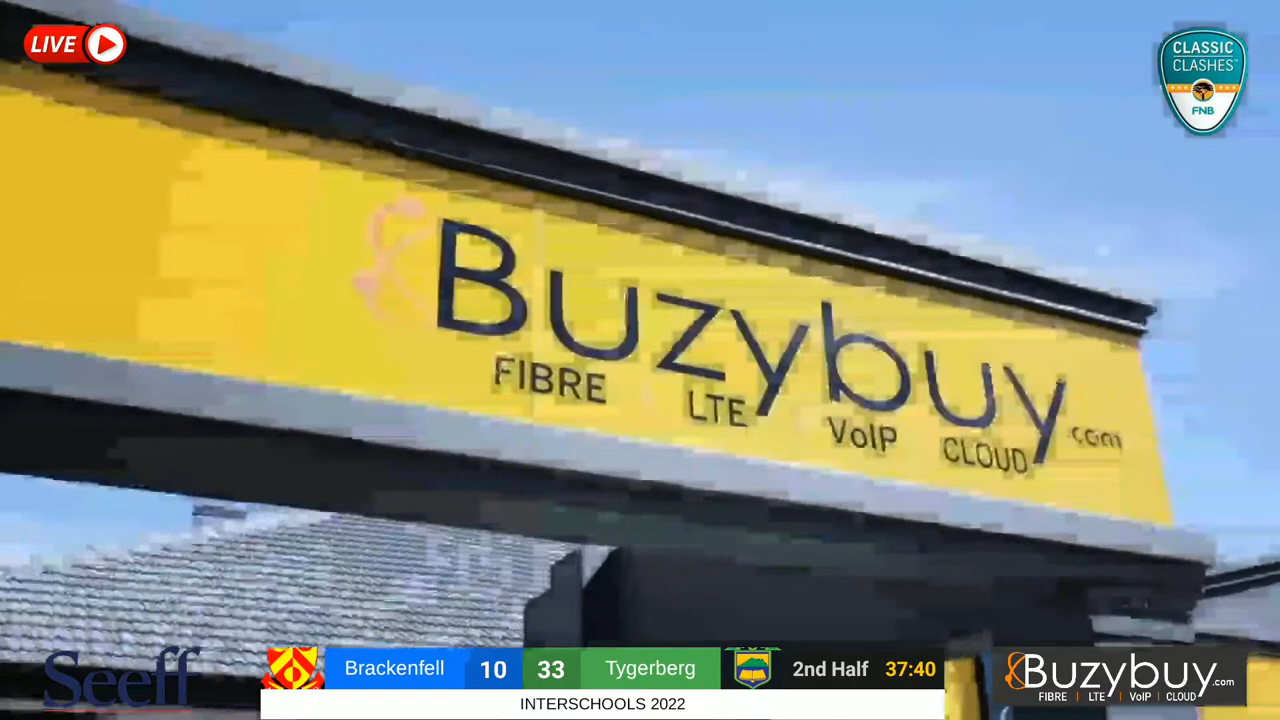 LIVE
CLASSIC
CLASHES™
FNB
Buzybuy.com
FIBRE LTE VoIP CLOUD
Seeff
Brackenfell 10 33 Tygerberg 2nd Half 37:40
INTERSCHOOLS 2022
Buzybuy.com
FIBRE | LTE | VoIP | CLOUD